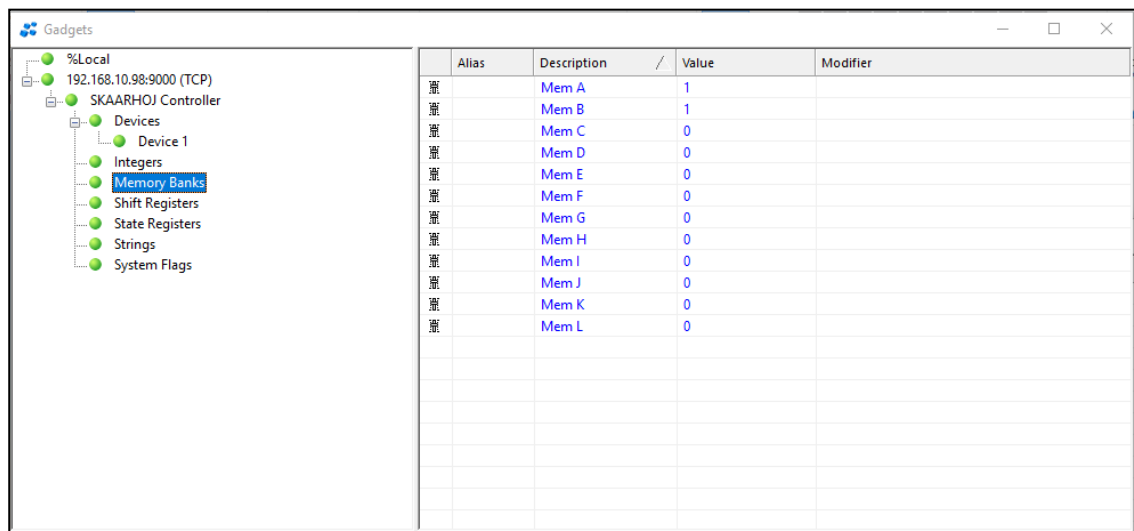 Gadgets
%Local
192.168.10.98:9000 (TCP)
SKAARHOJ Controller
Devices
Device 1
Integers
Memory Banks
Shift Registers
State Registers
Strings
System Flags
Alias Description Value Modifier
Mem A 1
Mem B 1
Mem C 0
Mem D 0
Mem E 0
Mem F 0
Mem G 0
Mem H 0
Mem I 0
Mem J 0
Mem K 0
Mem L 0